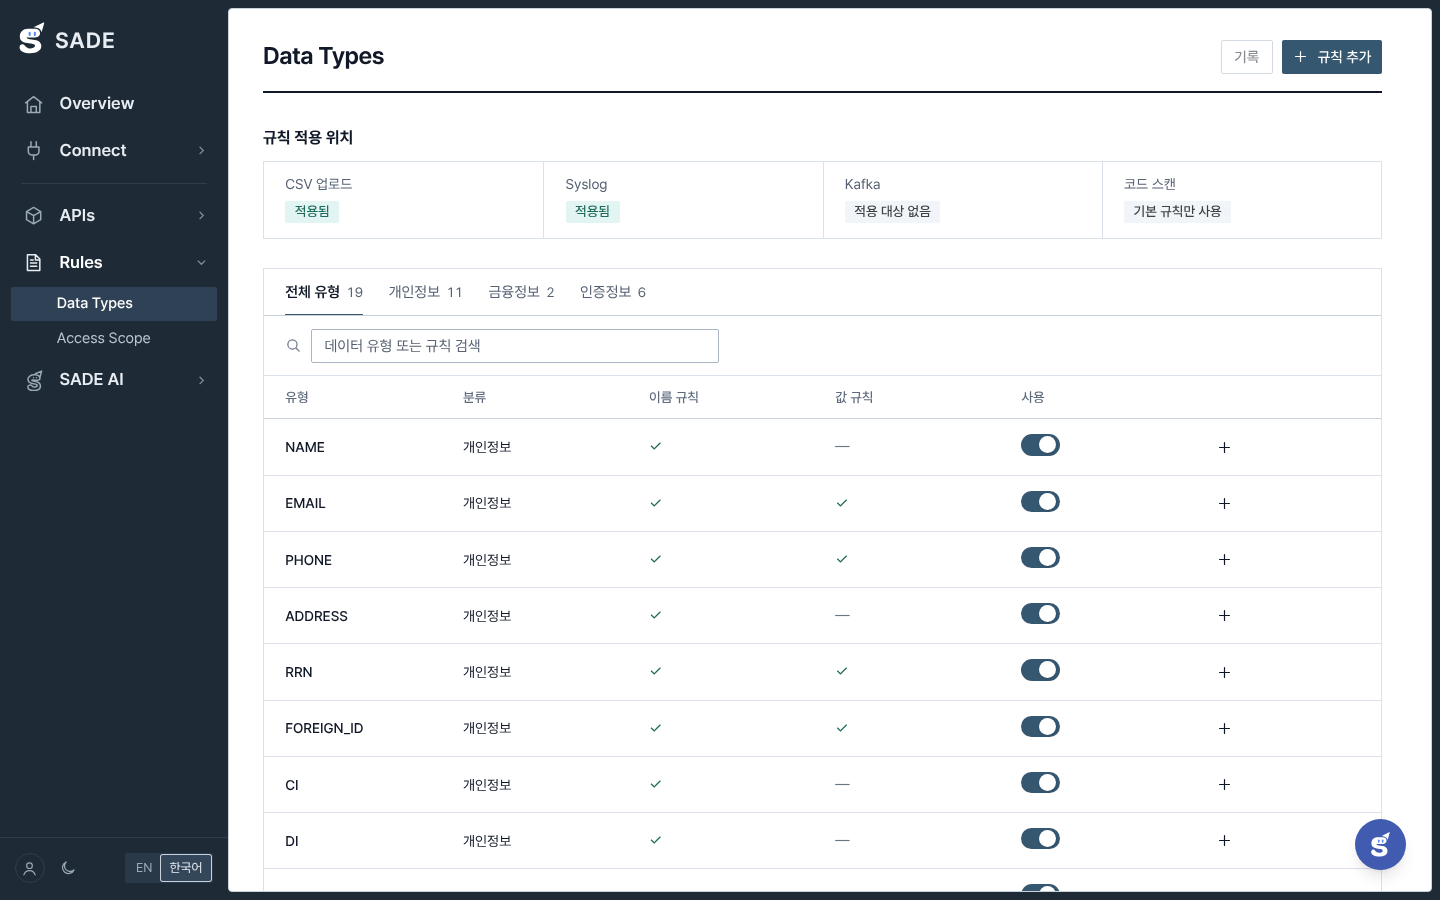 SADE
Overview
Connect
APIs
Rules
Data Types
Access Scope
SADE AI
EN 한국어
Data Types
기록
규칙 추가
규칙 적용 위치
CSV 업로드
적용됨
Syslog
적용됨
Kafka
적용 대상 없음
코드 스캔
기본 규칙만 사용
전체 유형 19 개인정보 11 금융정보 2 인증정보 6
데이터 유형 또는 규칙 검색
유형 분류 이름 규칙 값 규칙 사용
NAME 개인정보 —
EMAIL 개인정보
PHONE 개인정보
ADDRESS 개인정보 —
RRN 개인정보
FOREIGN_ID 개인정보
CI 개인정보 —
DI 개인정보 —